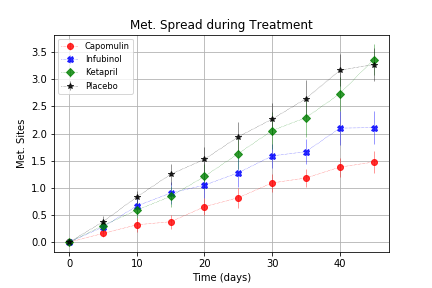 Met. Spread during Treatment
Capomulin
Infubinol
Ketapril
Placebo
Met. Sites
3.5
3.0
2.5
2.0
1.5
1.0
0.5
0.0
0 10 20 30 40
Time (days)